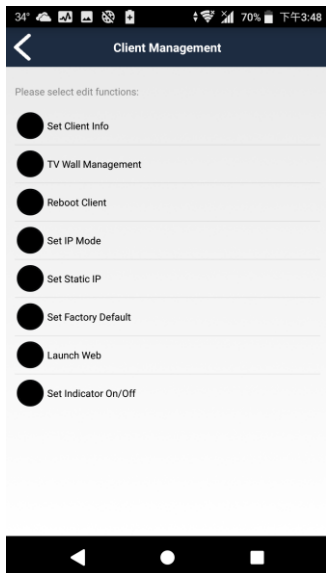 34° 70% 下午3:48
Client Management
Please select edit functions:
Set Client Info
TV Wall Management
Reboot Client
Set IP Mode
Set Static IP
Set Factory Default
Launch Web
Set Indicator On/Off